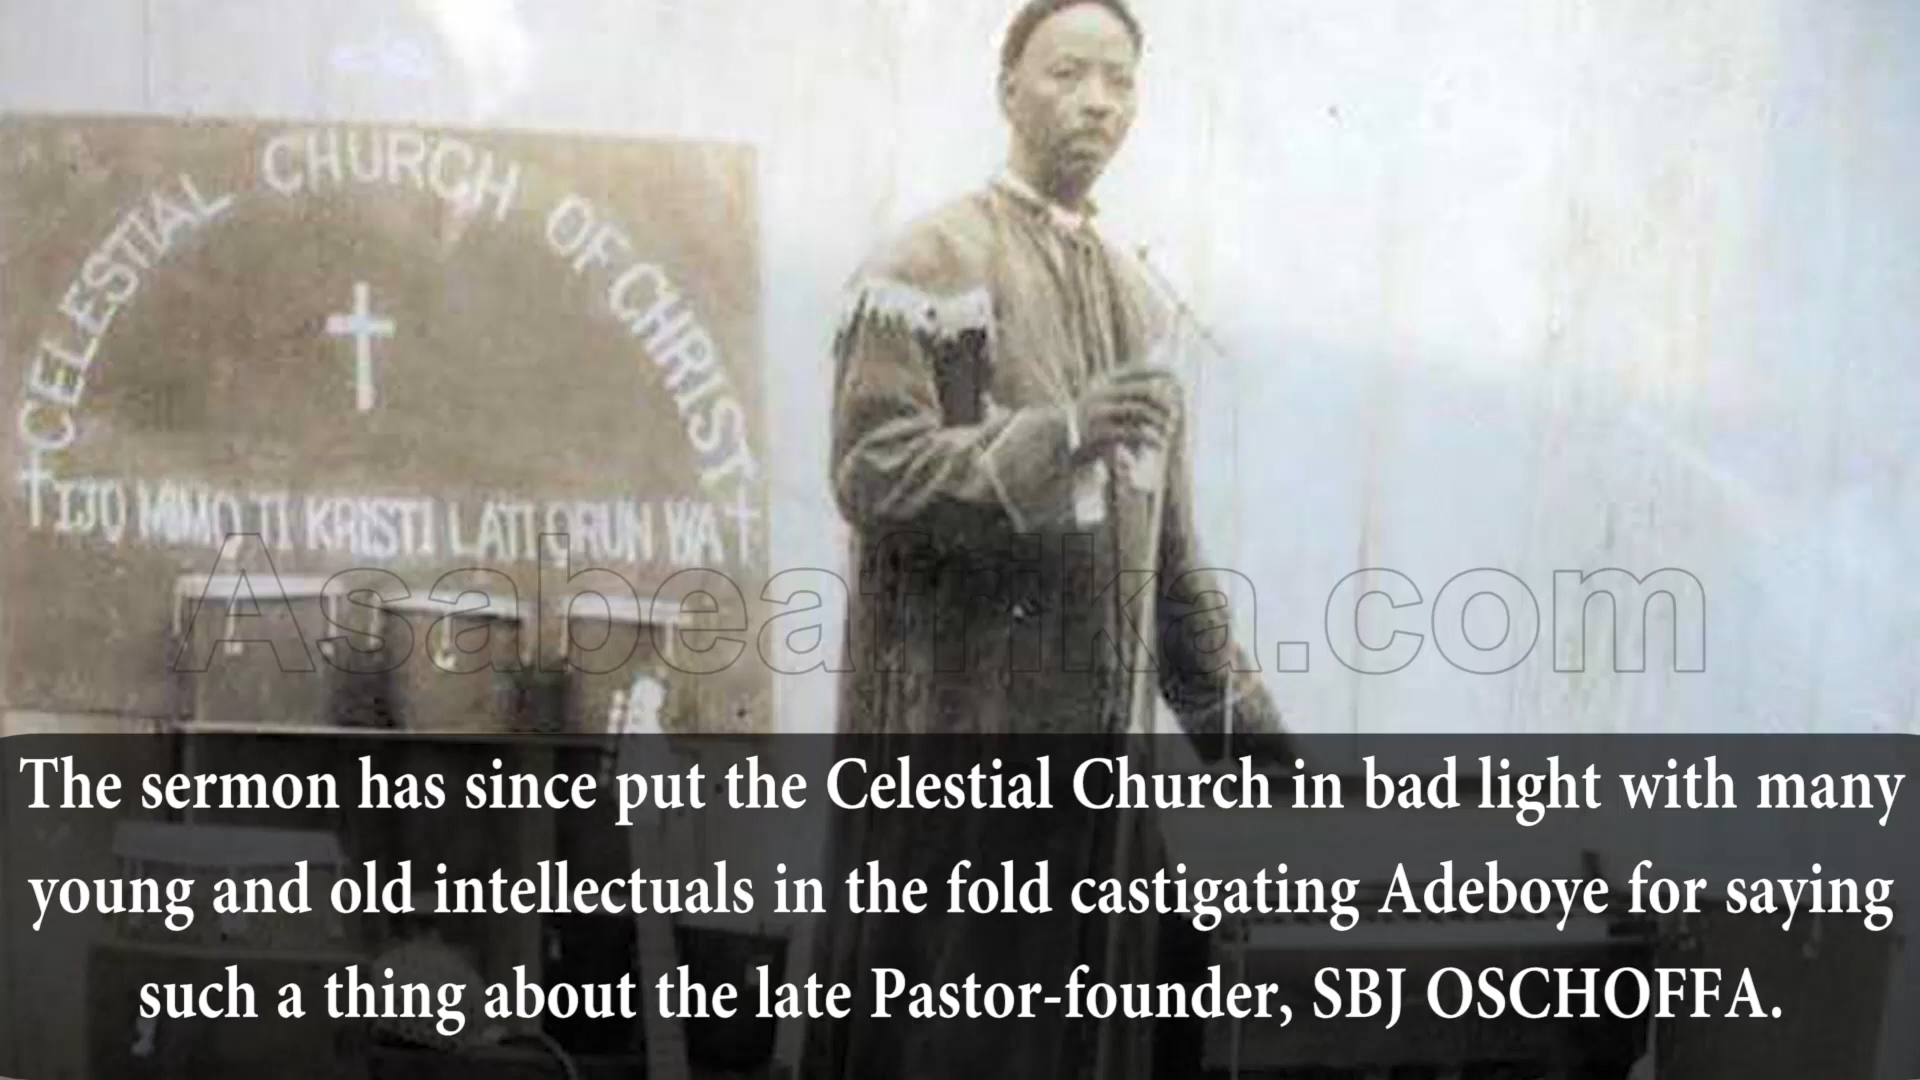 CELESTIAL CHURCH OF CHRIST
IJO MIMO TI KRISTI LATI ORUN WA
Asabeafrika.com
The sermon has since put the Celestial Church in bad light with many
young and old intellectuals in the fold castigating Adeboye for saying
such a thing about the late Pastor-founder, SBJ OSCHOFFA.